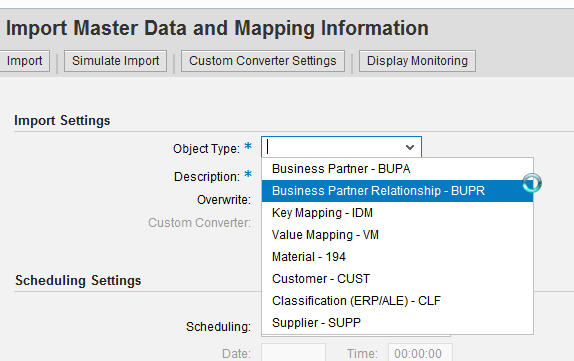 Import Master Data and Mapping Information
Import Simulate Import Custom Converter Settings Display Monitoring
Import Settings
Object Type: *
Description: *
Overwrite:
Custom Converter:
Business Partner - BUPA
Business Partner Relationship - BUPR
Key Mapping - IDM
Value Mapping - VM
Material - 194
Customer - CUST
Classification (ERP/ALE) - CLF
Supplier - SUPP
Scheduling Settings
Scheduling:
Date: Time: 00:00:00